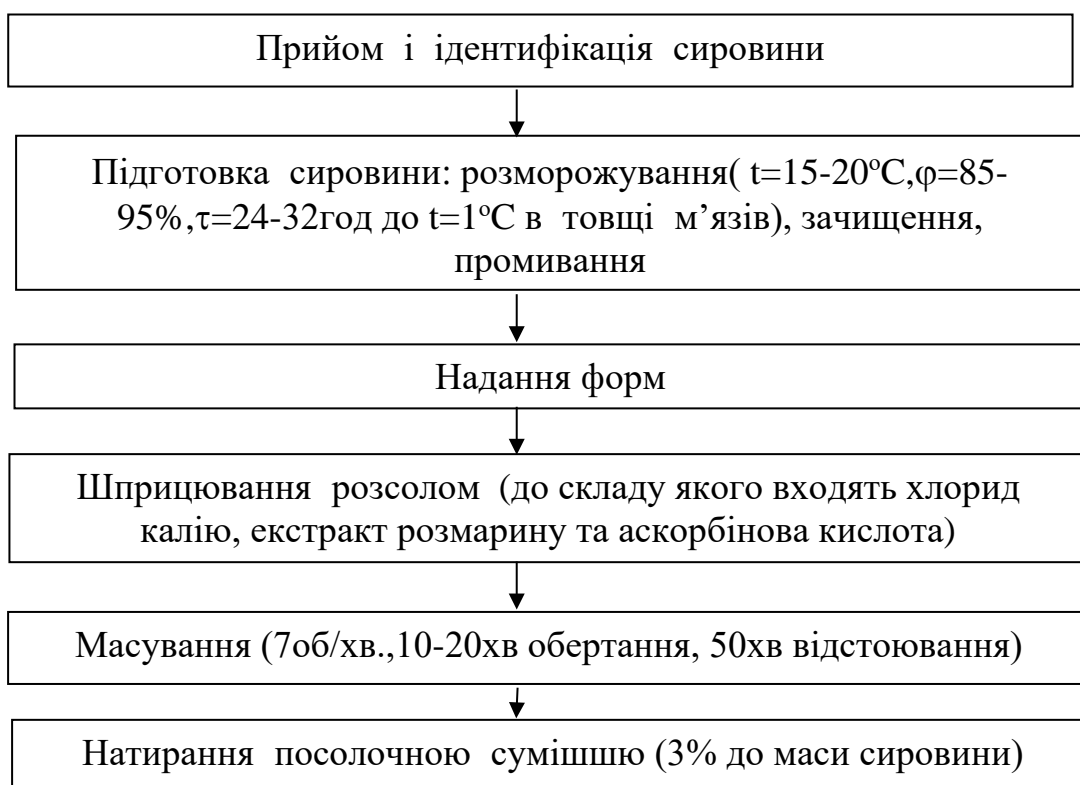 Прийом і ідентифікація сировини
Підготовка сировини: розморожування( t=15-20ºС,φ=85-
95%,τ=24-32год до t=1ºС в товщі м’язів), зачищення,
промивання
Надання форм
Шприцювання розсолом (до складу якого входять хлорид
калію, екстракт розмарину та аскорбінова кислота)
Масування (7об/хв.,10-20хв обертання, 50хв відстоювання)
Натирання посолочною сумішшю (3% до маси сировини)